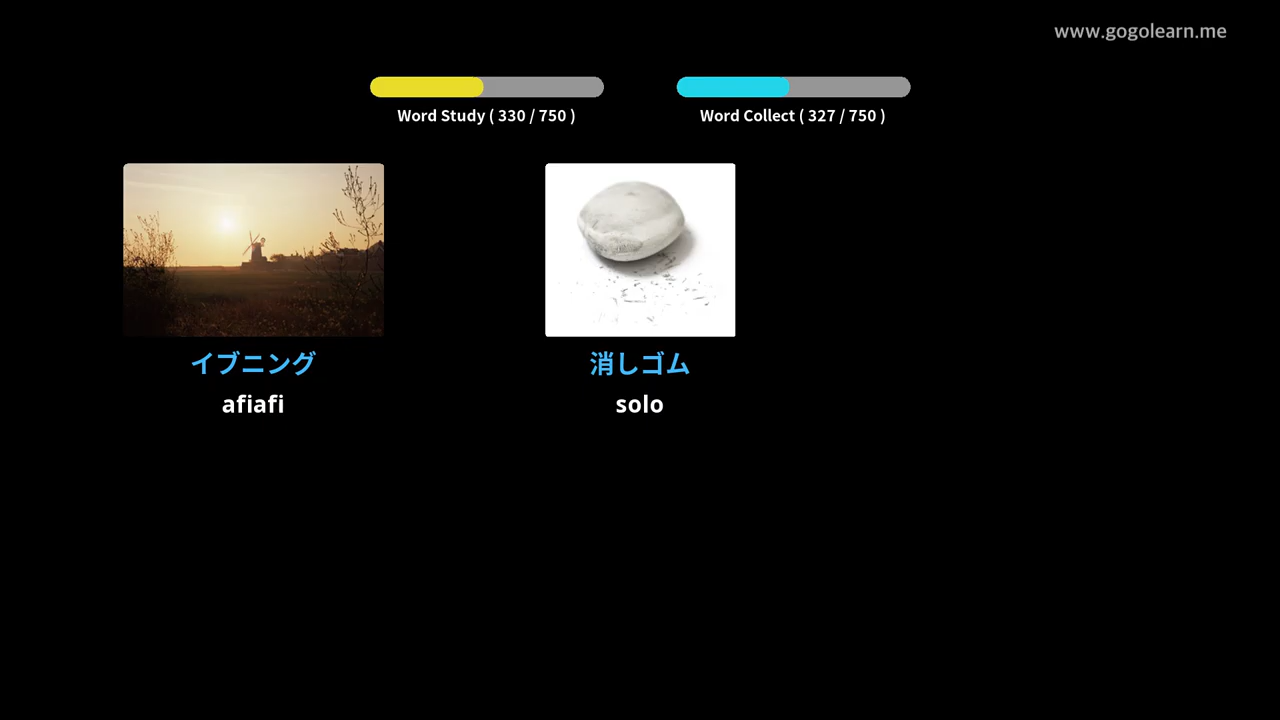 www.gogolearn.me
Word Study ( 330 / 750 )
Word Collect ( 327 / 750 )
イブニング
消しゴム
afiafi
solo